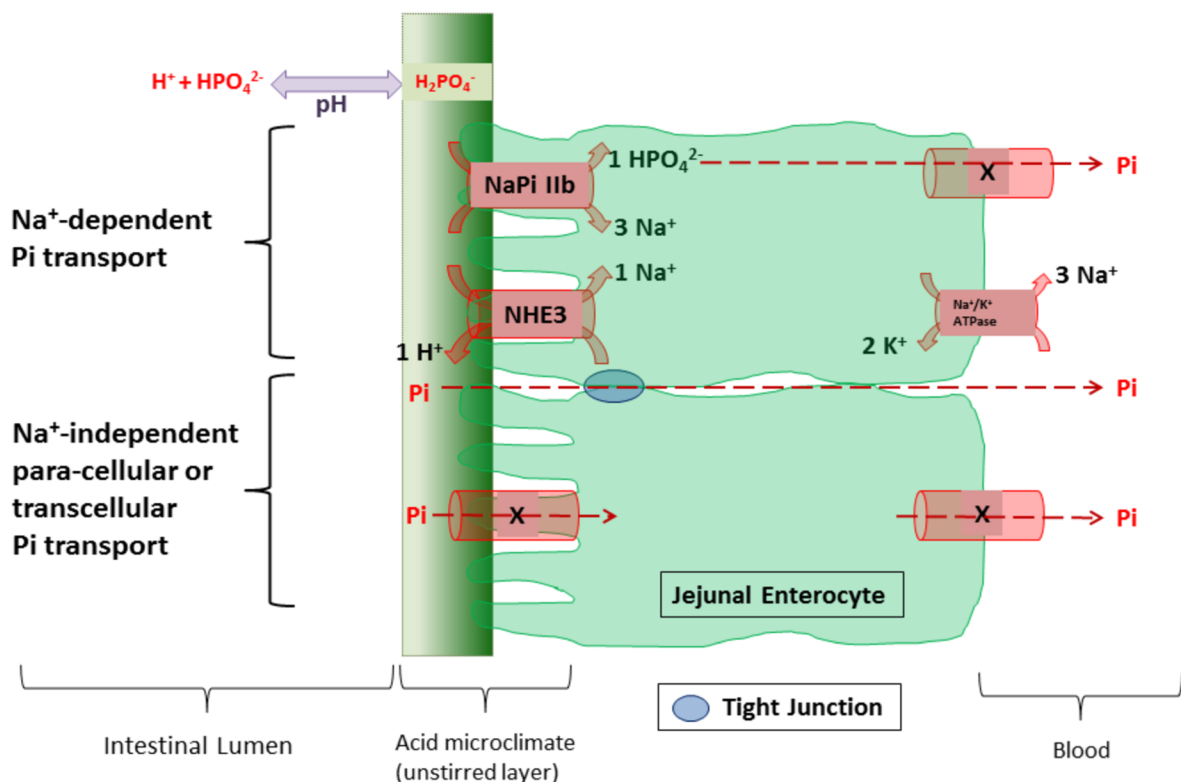 H⁺ + HPO₄²⁻
pH
H₂PO₄⁻
Na⁺-dependent
Pi transport
NaPi IIb
1 HPO₄²⁻
3 Na⁺
X
Pi
1 Na⁺
NHE3
1 H⁺
Na⁺/K⁺
ATPase
3 Na⁺
2 K⁺
Pi
Pi
Na⁺-independent
para-cellular or
transcellular
Pi transport
Pi
X
X
Pi
Jejunal Enterocyte
Tight Junction
Intestinal Lumen
Acid microclimate
(unstirred layer)
Blood